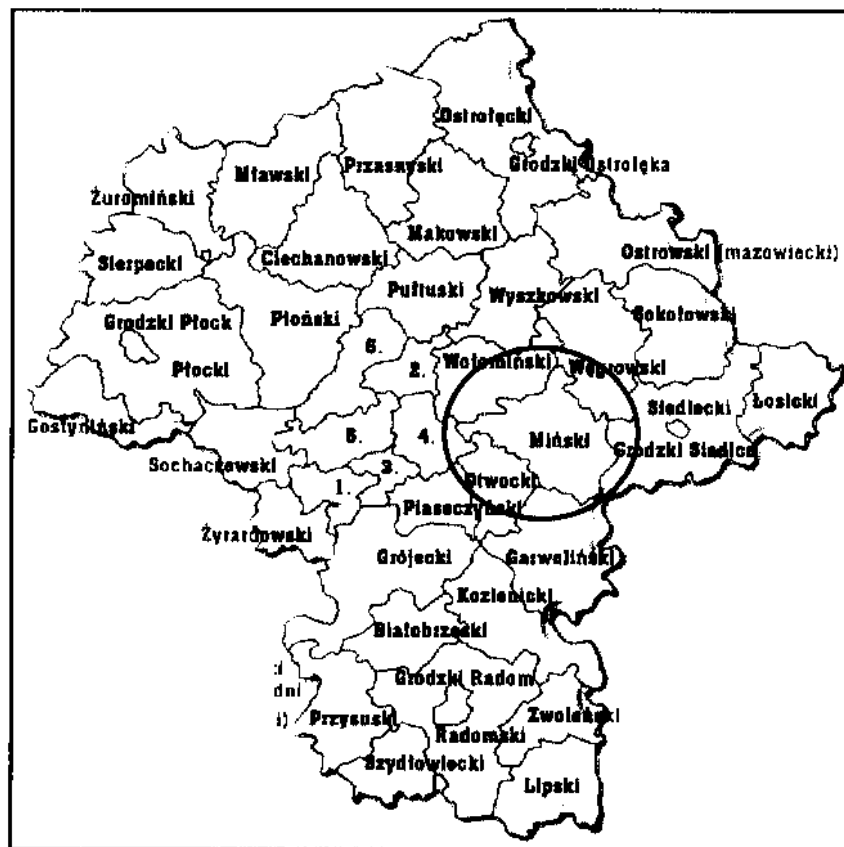 Ostrołęcki
Grodzki Ostrolęka
Przasnyski
Mławski
Żuromiński
Makowski
Ciechanowski
Sierpecki
Ostrowski (mazowiecki)
Pułtuski
Wyszkowski
Sokołowski
Grodzki Płock
Płoński
Płocki
6.
2.
Wołomiński
Węgrowski
Siedlecki
Łosicki
Gostyniński
5.
4.
Miński
Grodzki Siedlce
Sochaczewski
3.
1.
Otwocki
Piaseczyński
Żyrardowski
Grójecki
Garwoliński
Kozienicki
Białobrzeski
Grodzki Radom
dni
Przysuski
Radomski
Zwoleński
Szydłowiecki
Lipski